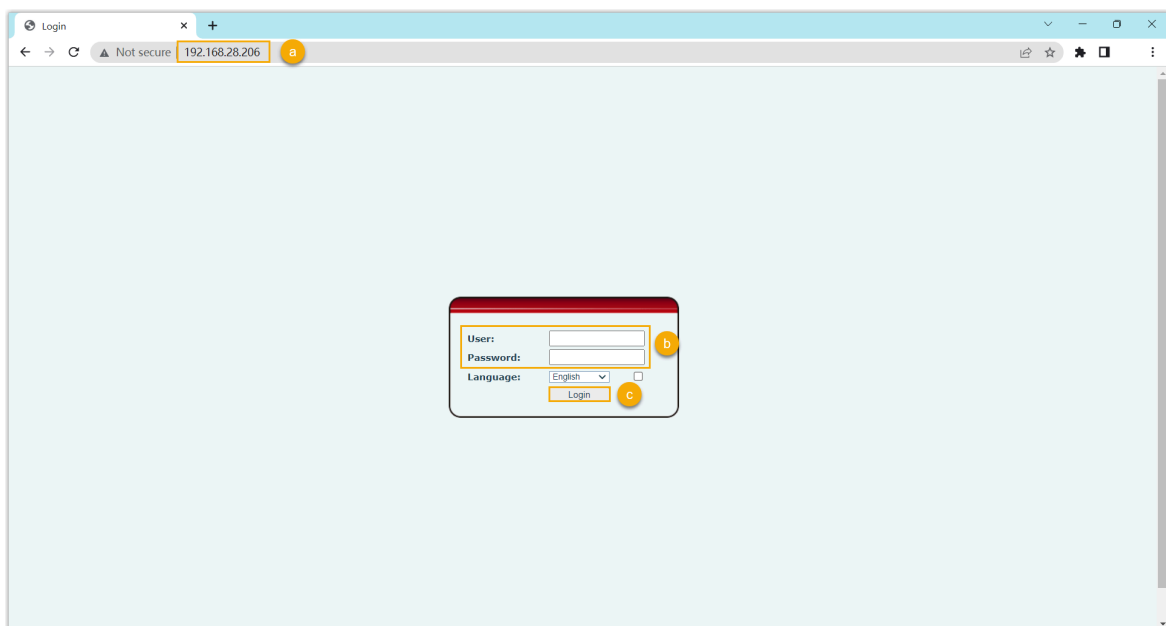 Login
Not secure 192.168.28.206 a
User:
Password:
b
Language: English
Login c